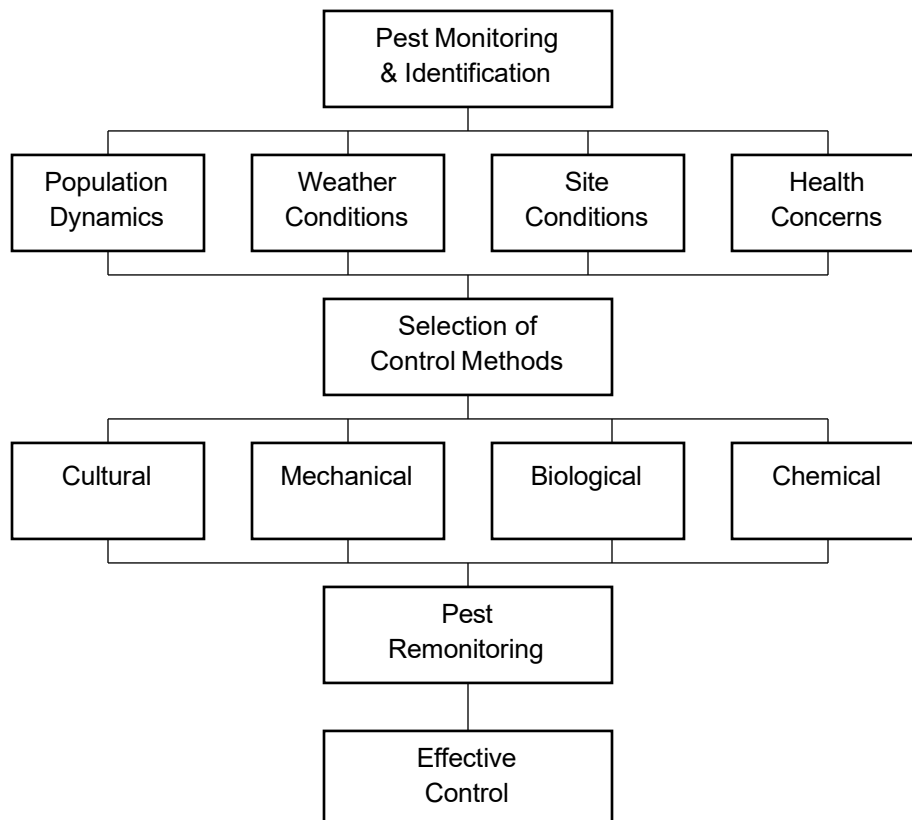 Pest Monitoring
& Identification
Population
Dynamics
Weather
Conditions
Site
Conditions
Health
Concerns
Selection of
Control Methods
Cultural
Mechanical
Biological
Chemical
Pest
Remonitoring
Effective
Control